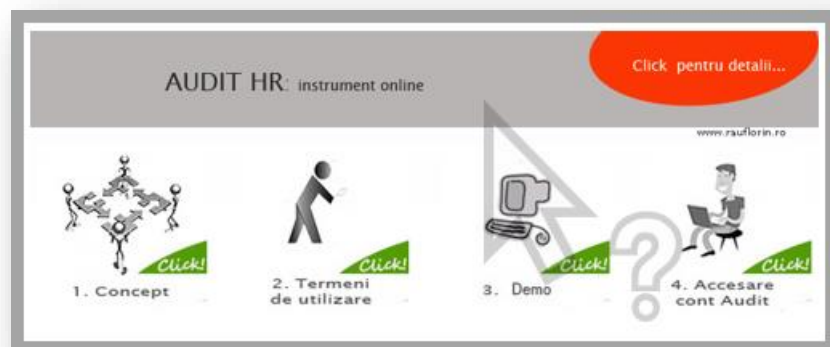 Click pentru detalii...
AUDIT HR: instrument online
www.rauflorin.ro
Click!
Click!
Click!
Click!
1. Concept
2. Termeni
de utilizare
3. Demo
4. Accesare
cont Audit
?